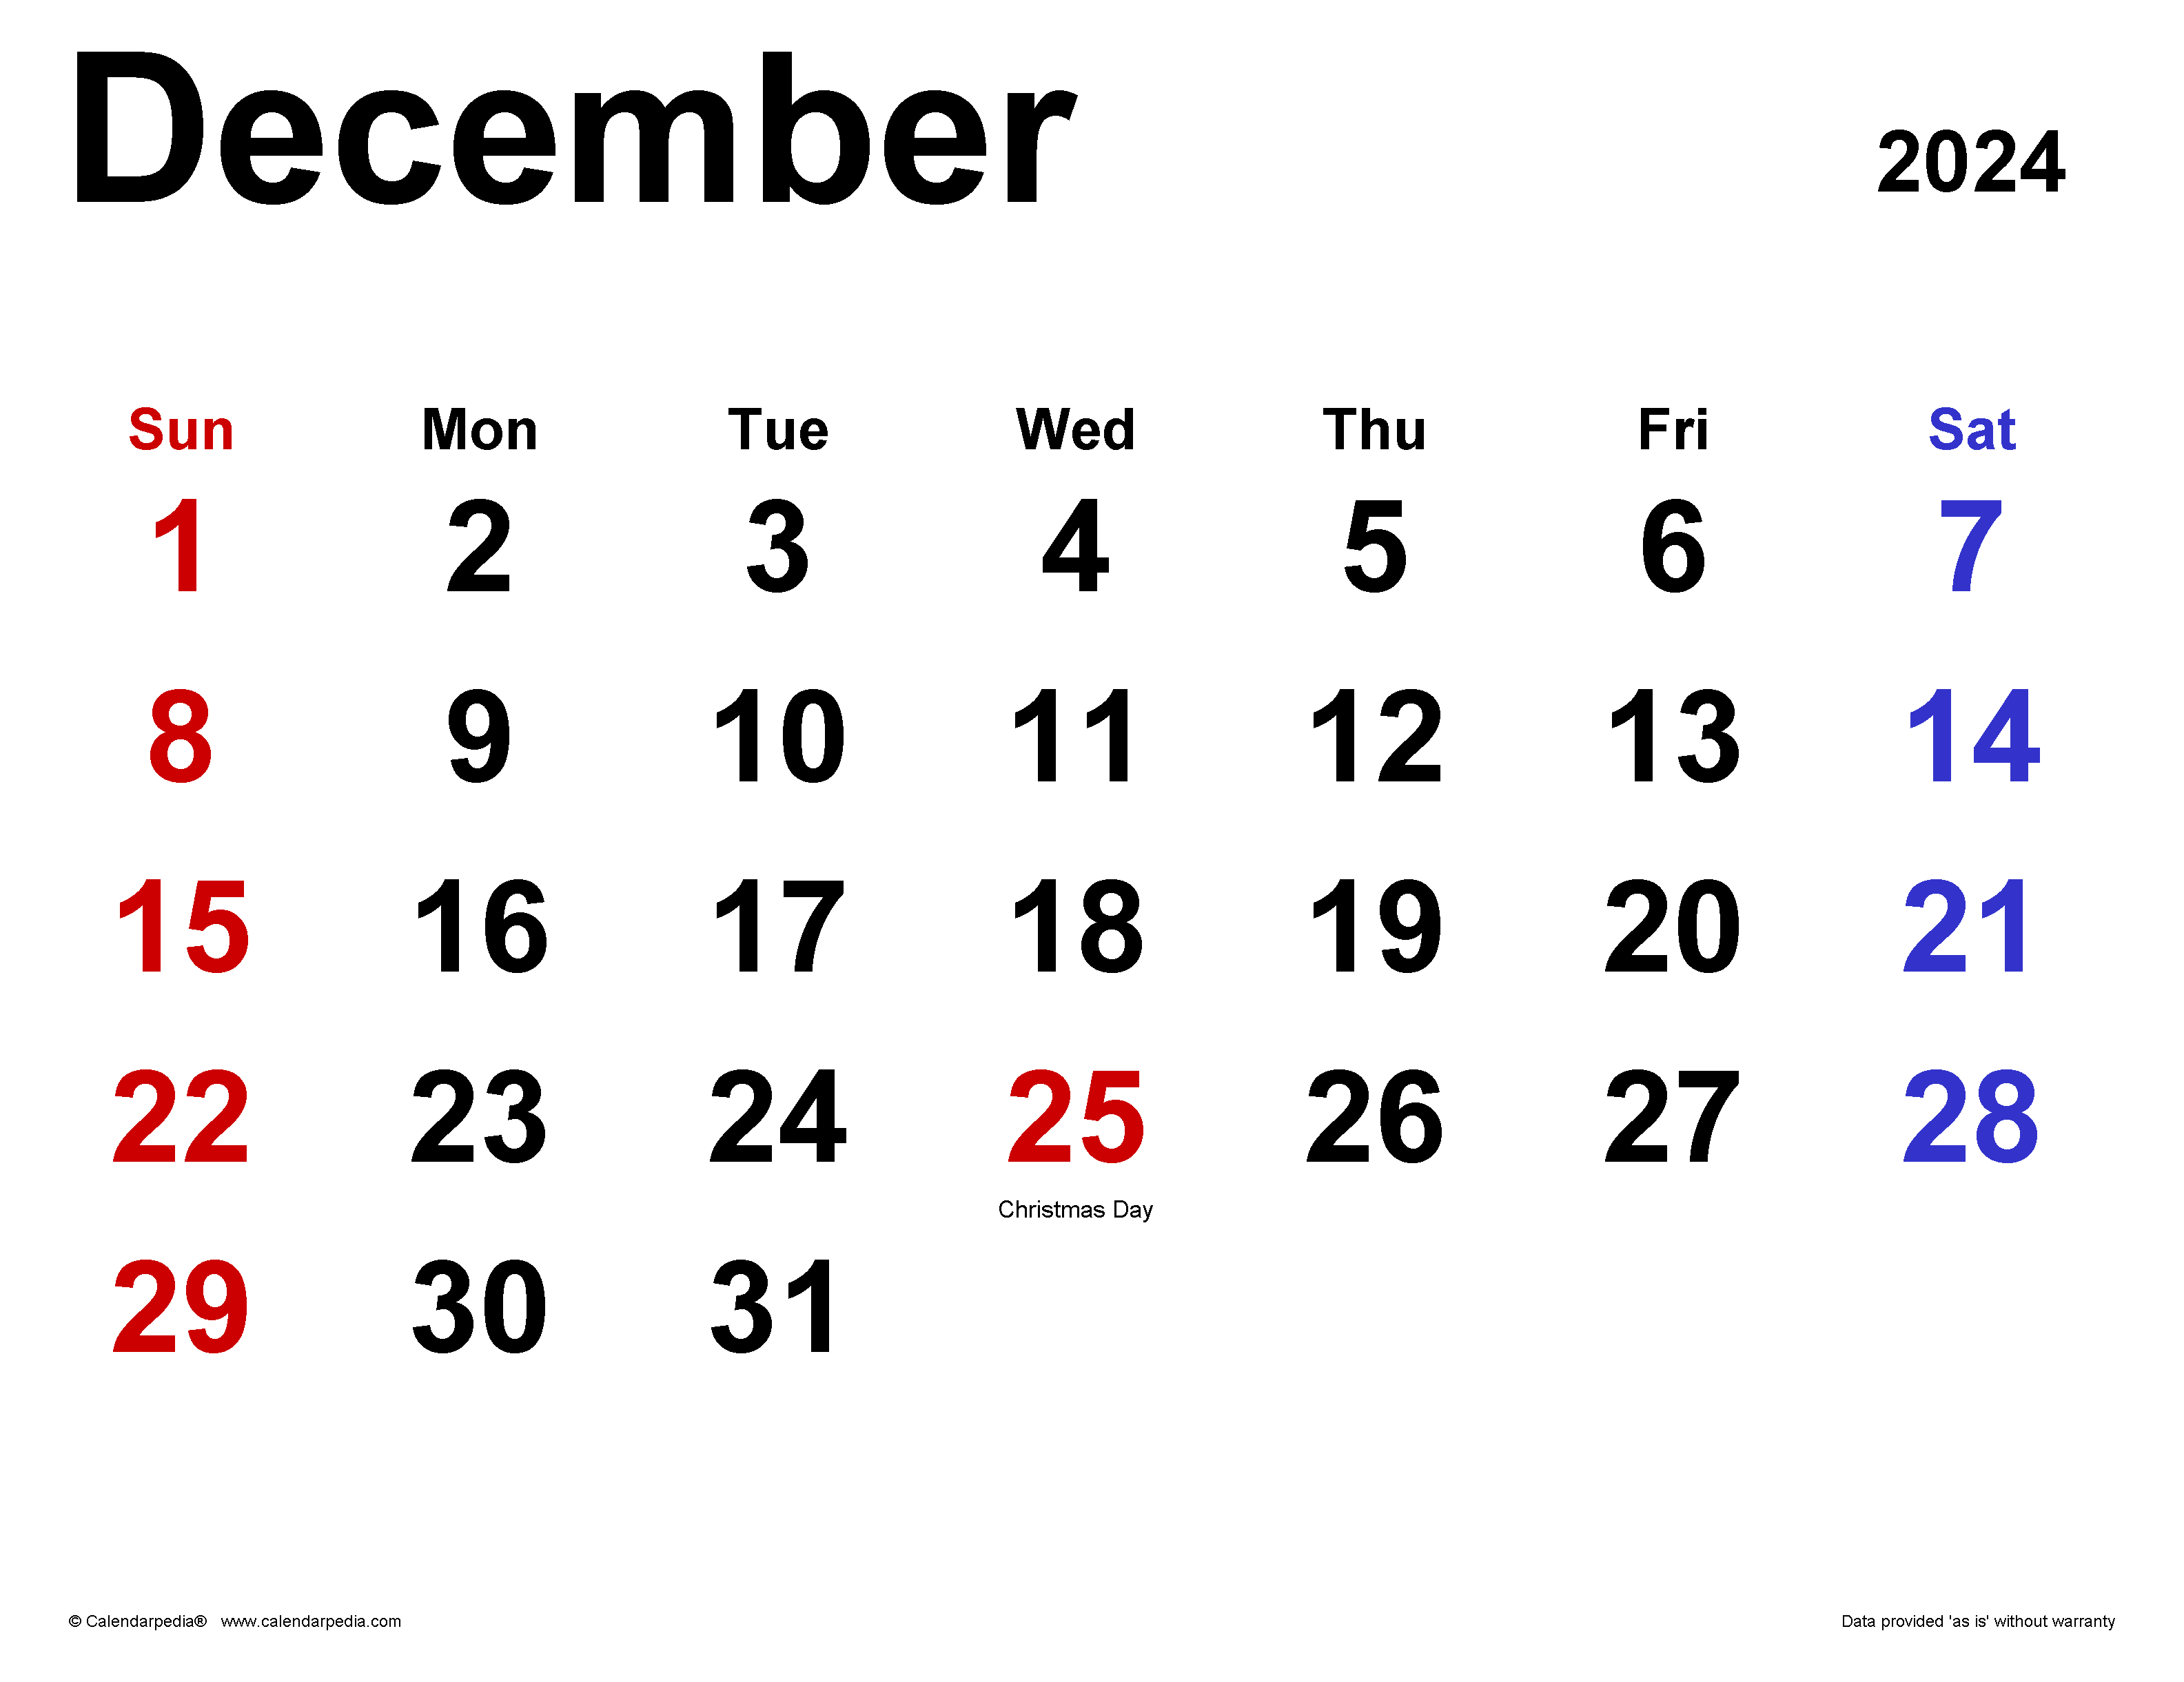 December 2024
Sun Mon Tue Wed Thu Fri Sat
1 2 3 4 5 6 7
8 9 10 11 12 13 14
15 16 17 18 19 20 21
22 23 24 25 26 27 28
Christmas Day
29 30 31
© Calendarpedia® www.calendarpedia.com Data provided 'as is' without warranty